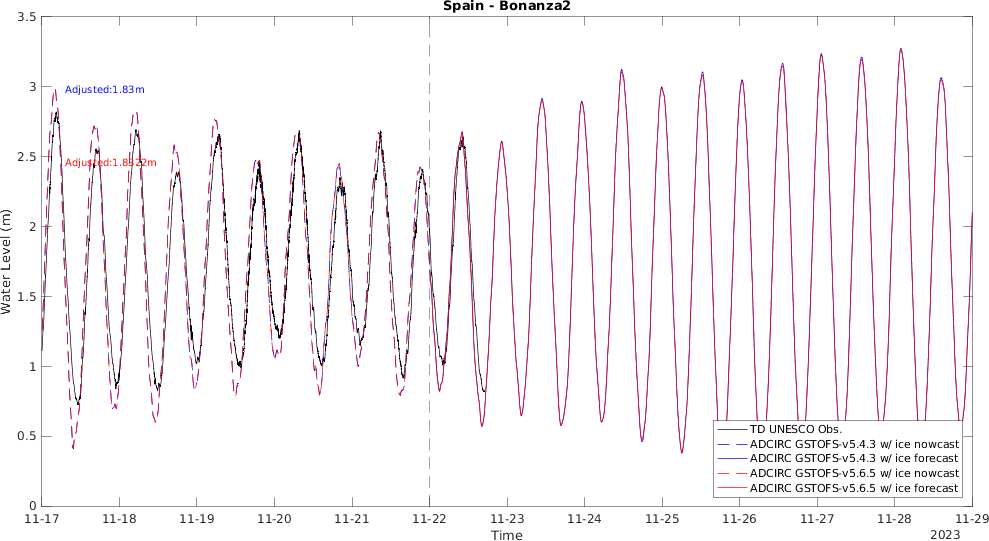 Spain - Bonanza2
3.5
3
2.5
2
1.5
1
0.5
0
Water Level (m)
Adjusted:1.83m
Adjusted:1.8322m
TD UNESCO Obs.
ADCIRC GSTOFS-v5.4.3 w/ ice nowcast
ADCIRC GSTOFS-v5.4.3 w/ ice forecast
ADCIRC GSTOFS-v5.6.5 w/ ice nowcast
ADCIRC GSTOFS-v5.6.5 w/ ice forecast
11-17 11-18 11-19 11-20 11-21 11-22 11-23 11-24 11-25 11-26 11-27 11-28 11-29
Time
2023